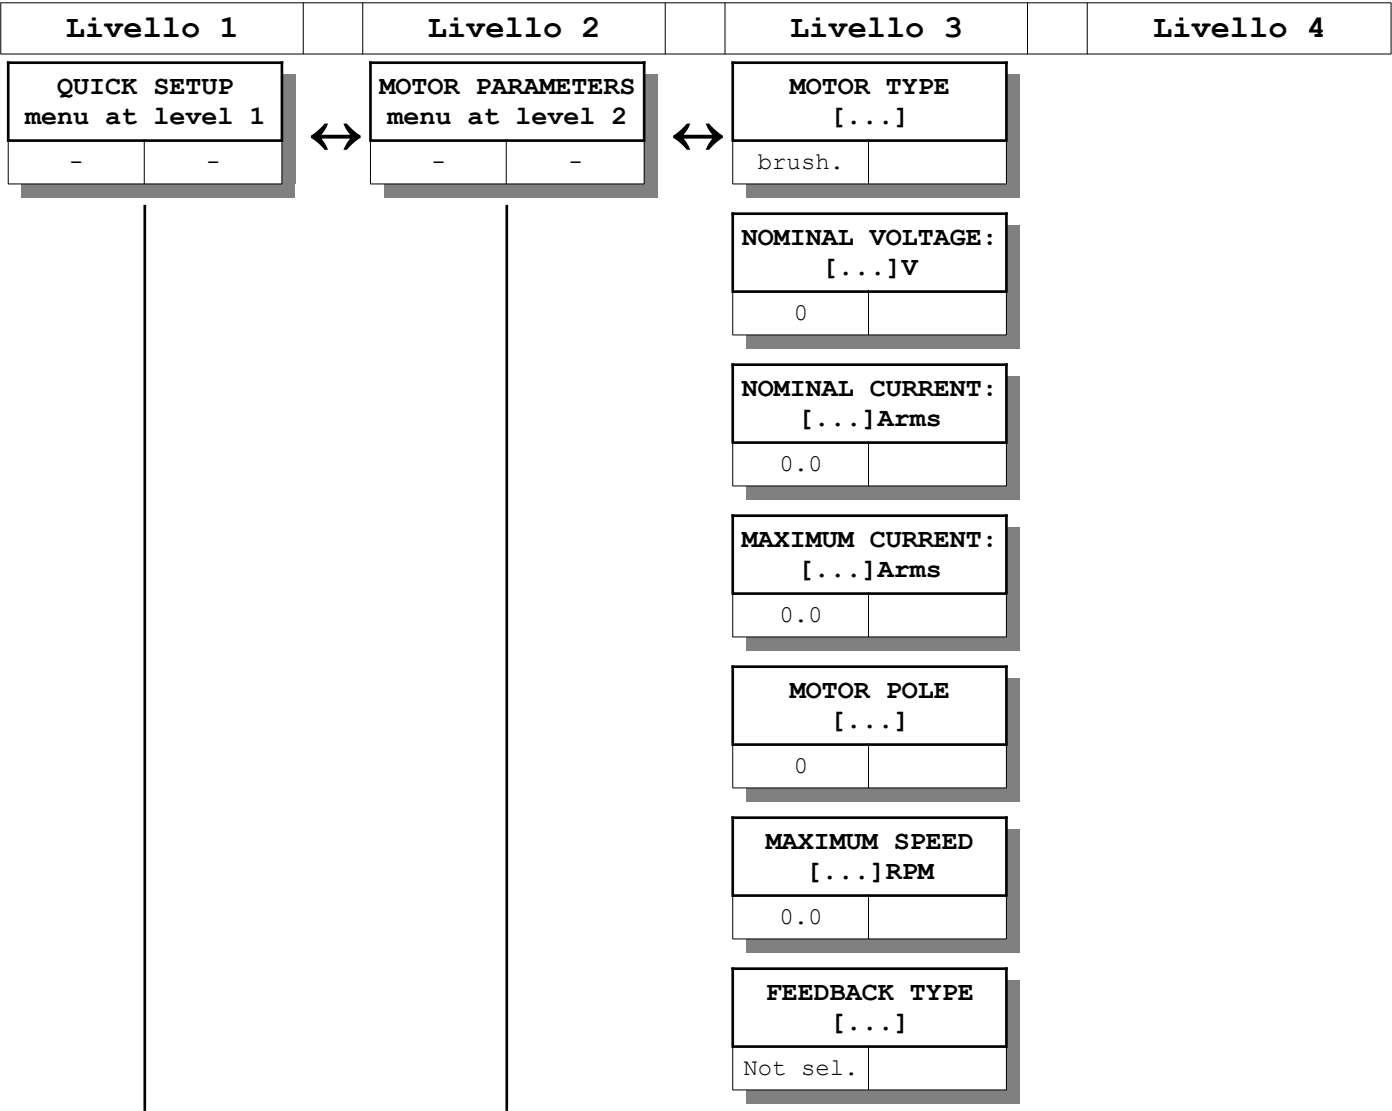 Livello 1 Livello 2 Livello 3 Livello 4
QUICK SETUP
menu at level 1
- -
MOTOR PARAMETERS
menu at level 2
- -
MOTOR TYPE
[...]
brush.
NOMINAL VOLTAGE:
[...]V
0
NOMINAL CURRENT:
[...]Arms
0.0
MAXIMUM CURRENT:
[...]Arms
0.0
MOTOR POLE
[...]
0
MAXIMUM SPEED
[...]RPM
0.0
FEEDBACK TYPE
[...]
Not sel.